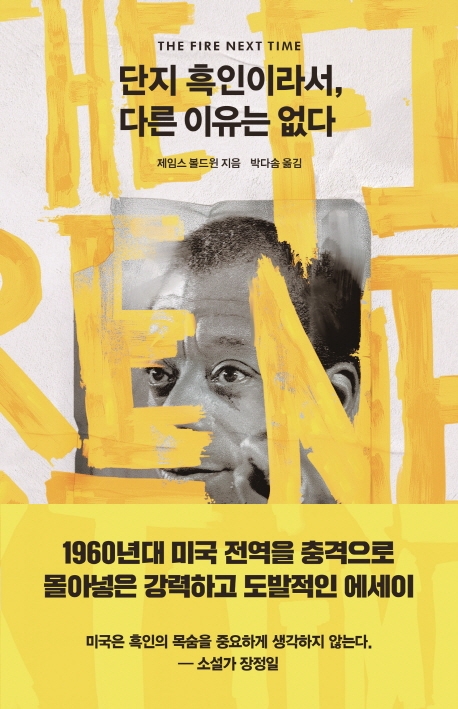 THE FIRE NEXT TIME
단지 흑인이라서,
다른 이유는 없다
제임스 볼드윈 지음 박다솜 옮김
THE FI
RE NE
1960년대 미국 전역을 충격으로
몰아넣은 강력하고 도발적인 에세이
미국은 흑인의 목숨을 중요하게 생각하지 않는다.
— 소설가 장정일